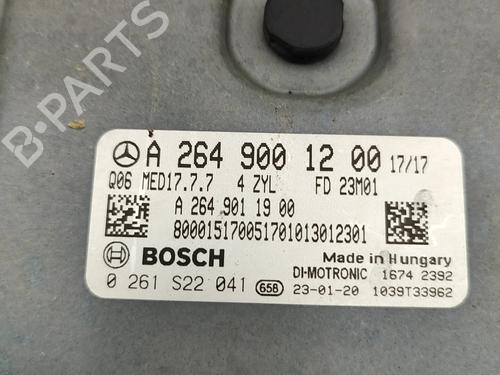 B-PARTS
A 264 900 12 00 17/17
Q06 MED17.7.7 4 ZYL FD 23M01
A 264 901 19 00
800015170051701013012301
BOSCH
Made in Hungary
DI-MOTRONIC 1674 2392
0 261 S22 041 658 23-01-20 1039T33962